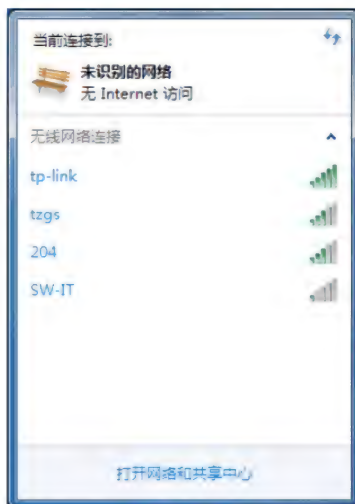 当前连接到:
未识别的网络
无 Internet 访问
无线网络连接
tp-link
tzgs
204
SW-IT
打开网络和共享中心